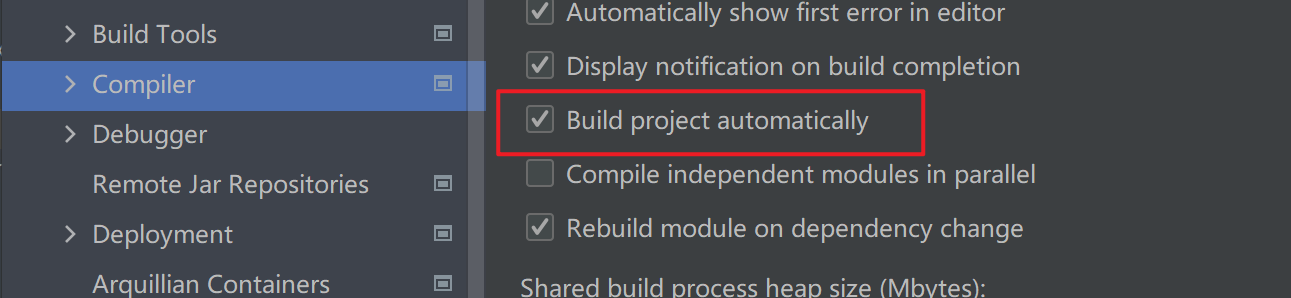 Build Tools
Compiler
Debugger
Remote Jar Repositories
Deployment
Arquillian Containers
Automatically show first error in editor
Display notification on build completion
Build project automatically
Compile independent modules in parallel
Rebuild module on dependency change
Shared build process heap size (Mbytes):